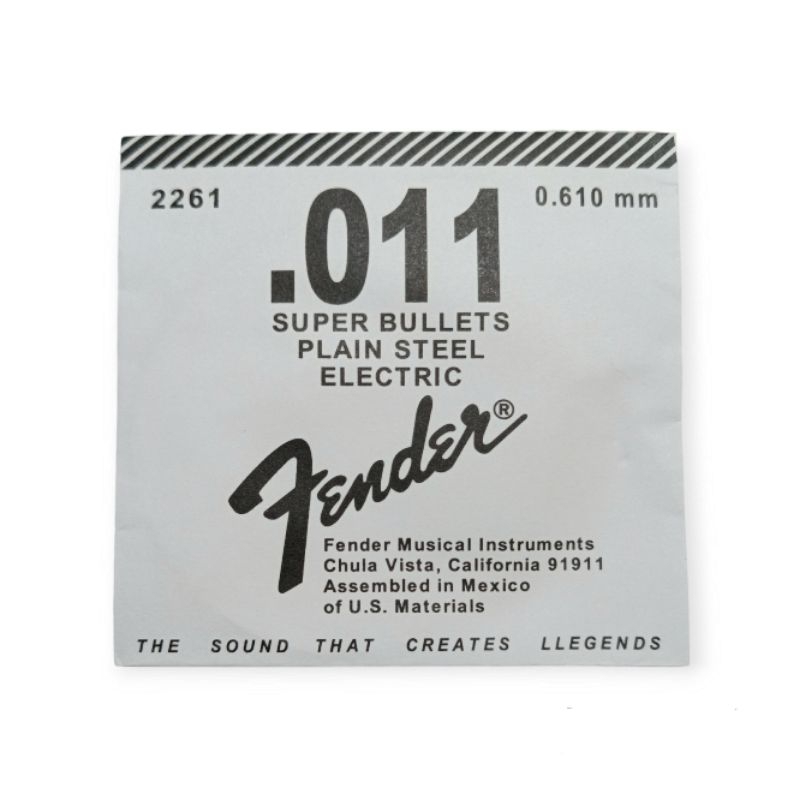 2261 .011 0.610 mm
SUPER BULLETS
PLAIN STEEL
ELECTRIC
Fender®
Fender Musical Instruments
Chula Vista, California 91911
Assembled in Mexico
of U.S. Materials
THE SOUND THAT CREATES LLEGENDS